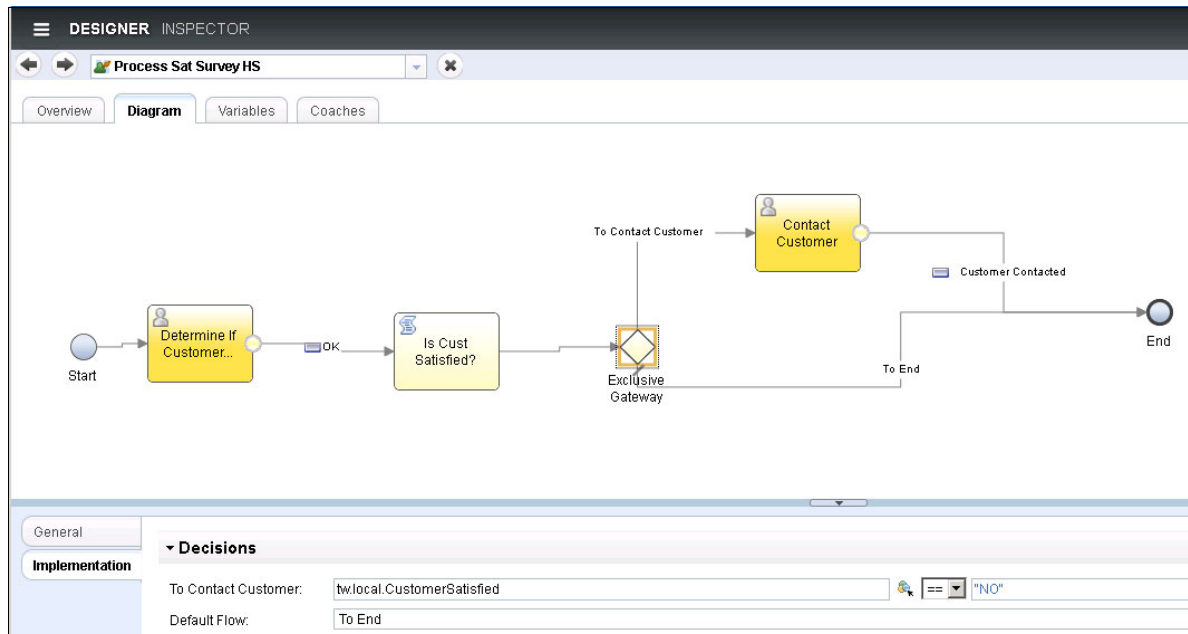 DESIGNER INSPECTOR
Process Sat Survey HS
Overview Diagram Variables Coaches
Contact
Customer
To Contact Customer
Customer Contacted
Determine If
Customer...
OK
Is Cust
Satisfied?
Start
Exclusive
Gateway
To End
End
General
Implementation
Decisions
To Contact Customer: tw.local.CustomerSatisfied == "NO"
Default Flow: To End